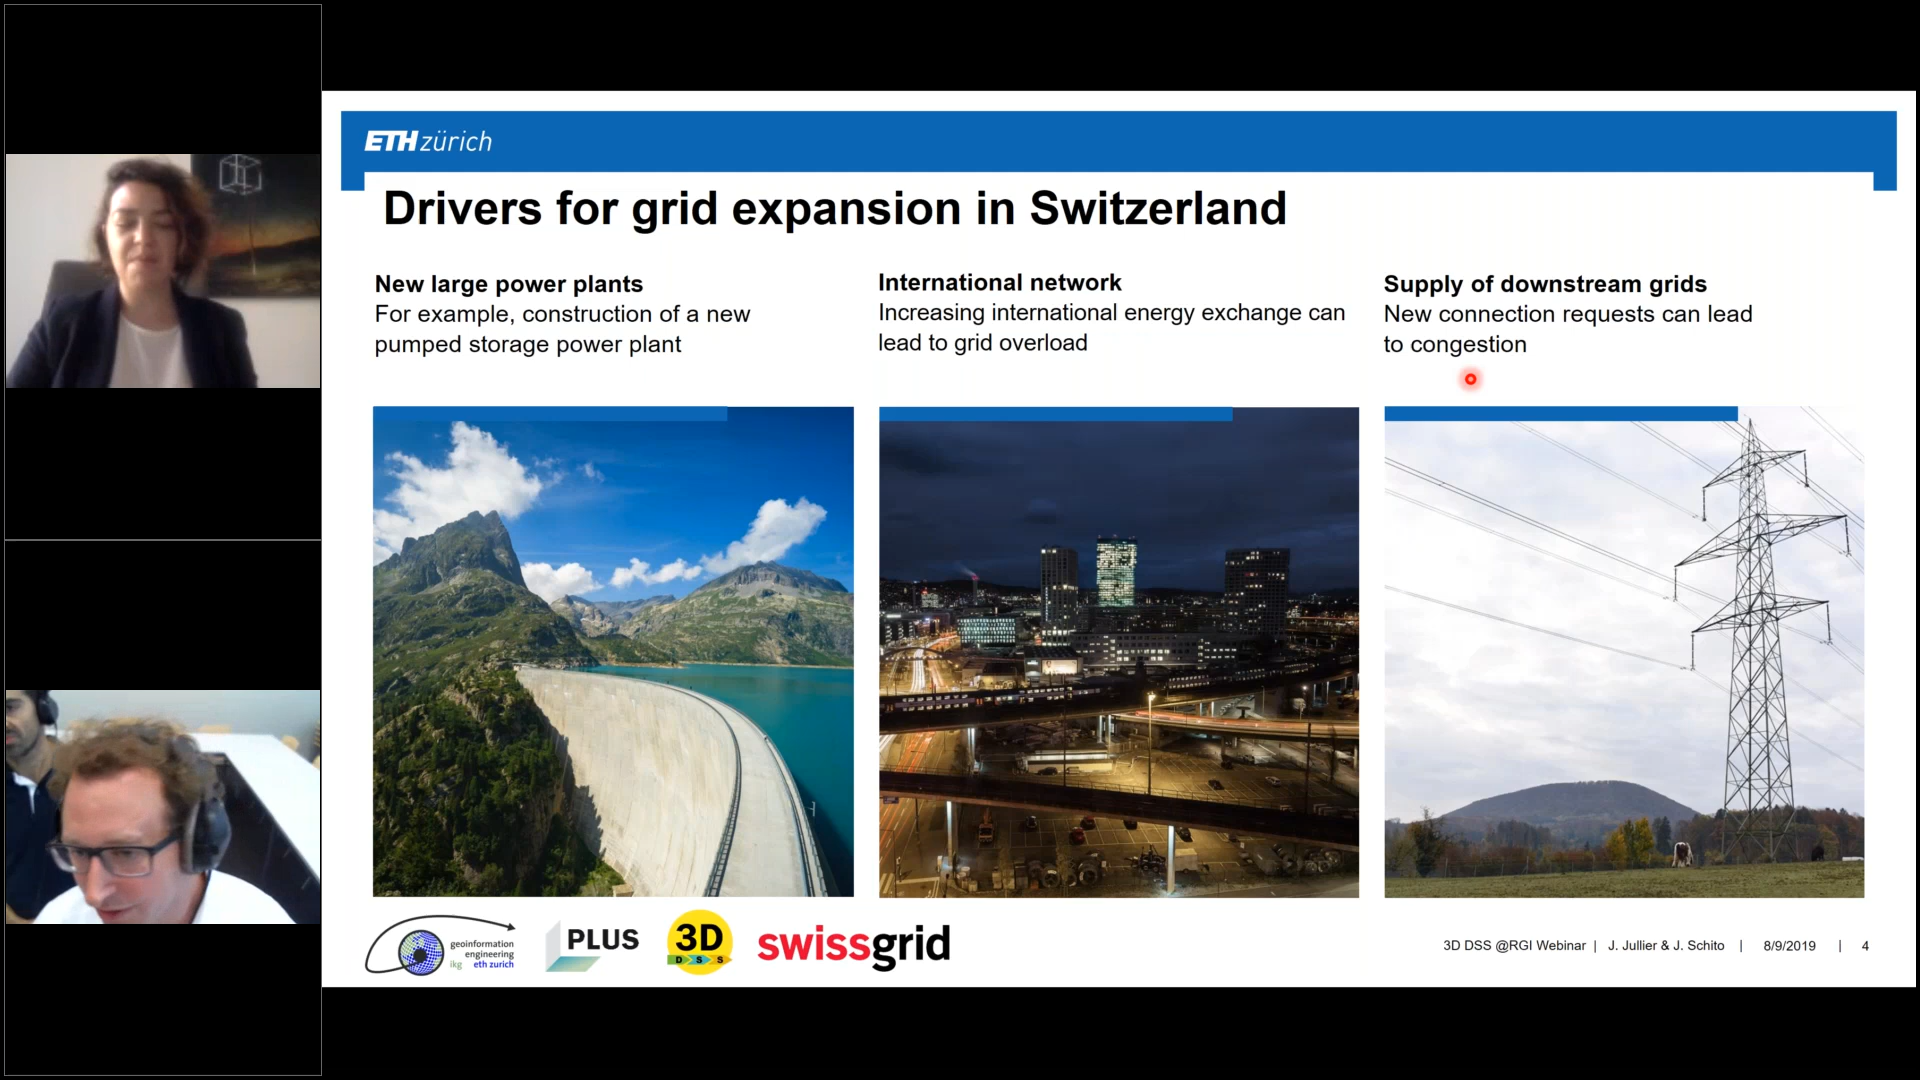 ETH zürich
Drivers for grid expansion in Switzerland
New large power plants
For example, construction of a new
pumped storage power plant
International network
Increasing international energy exchange can
lead to grid overload
Supply of downstream grids
New connection requests can lead
to congestion
geoinformation
engineering
ikg eth zurich
PLUS
3D
DSS
swissgrid
3D DSS @RGI Webinar | J. Jullier & J. Schito | 8/9/2019 | 4